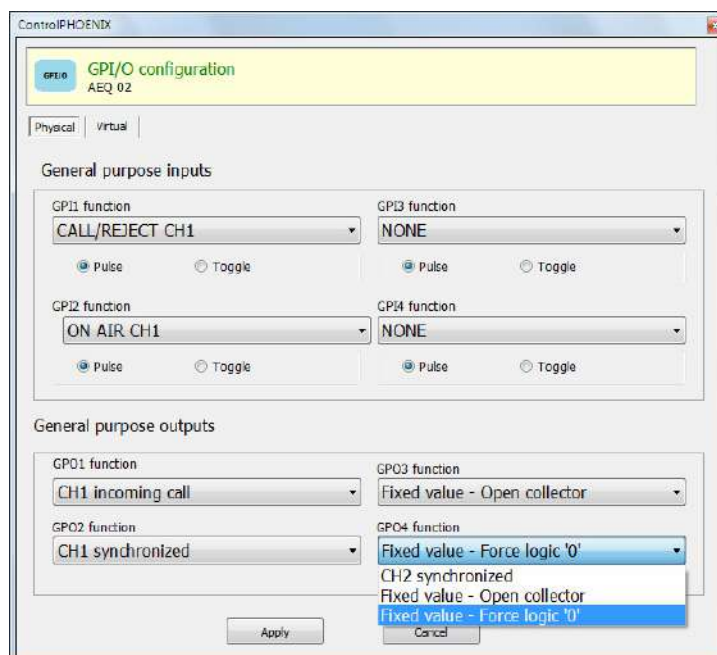 ControlPHOENIX
GPI/O
GPI/O configuration
AEQ 02
Physical
Virtual
General purpose inputs
GPI1 function
CALL/REJECT CH1
Pulse
Toggle
GPI3 function
NONE
Pulse
Toggle
GPI2 function
ON AIR CH1
Pulse
Toggle
GPI4 function
NONE
Pulse
Toggle
General purpose outputs
GPO1 function
CH1 incoming call
GPO3 function
Fixed value - Open collector
GPO2 function
CH1 synchronized
GPO4 function
Fixed value - Force logic '0'
CH2 synchronized
Fixed value - Open collector
Fixed value - Force logic '0'
Apply
Cancel